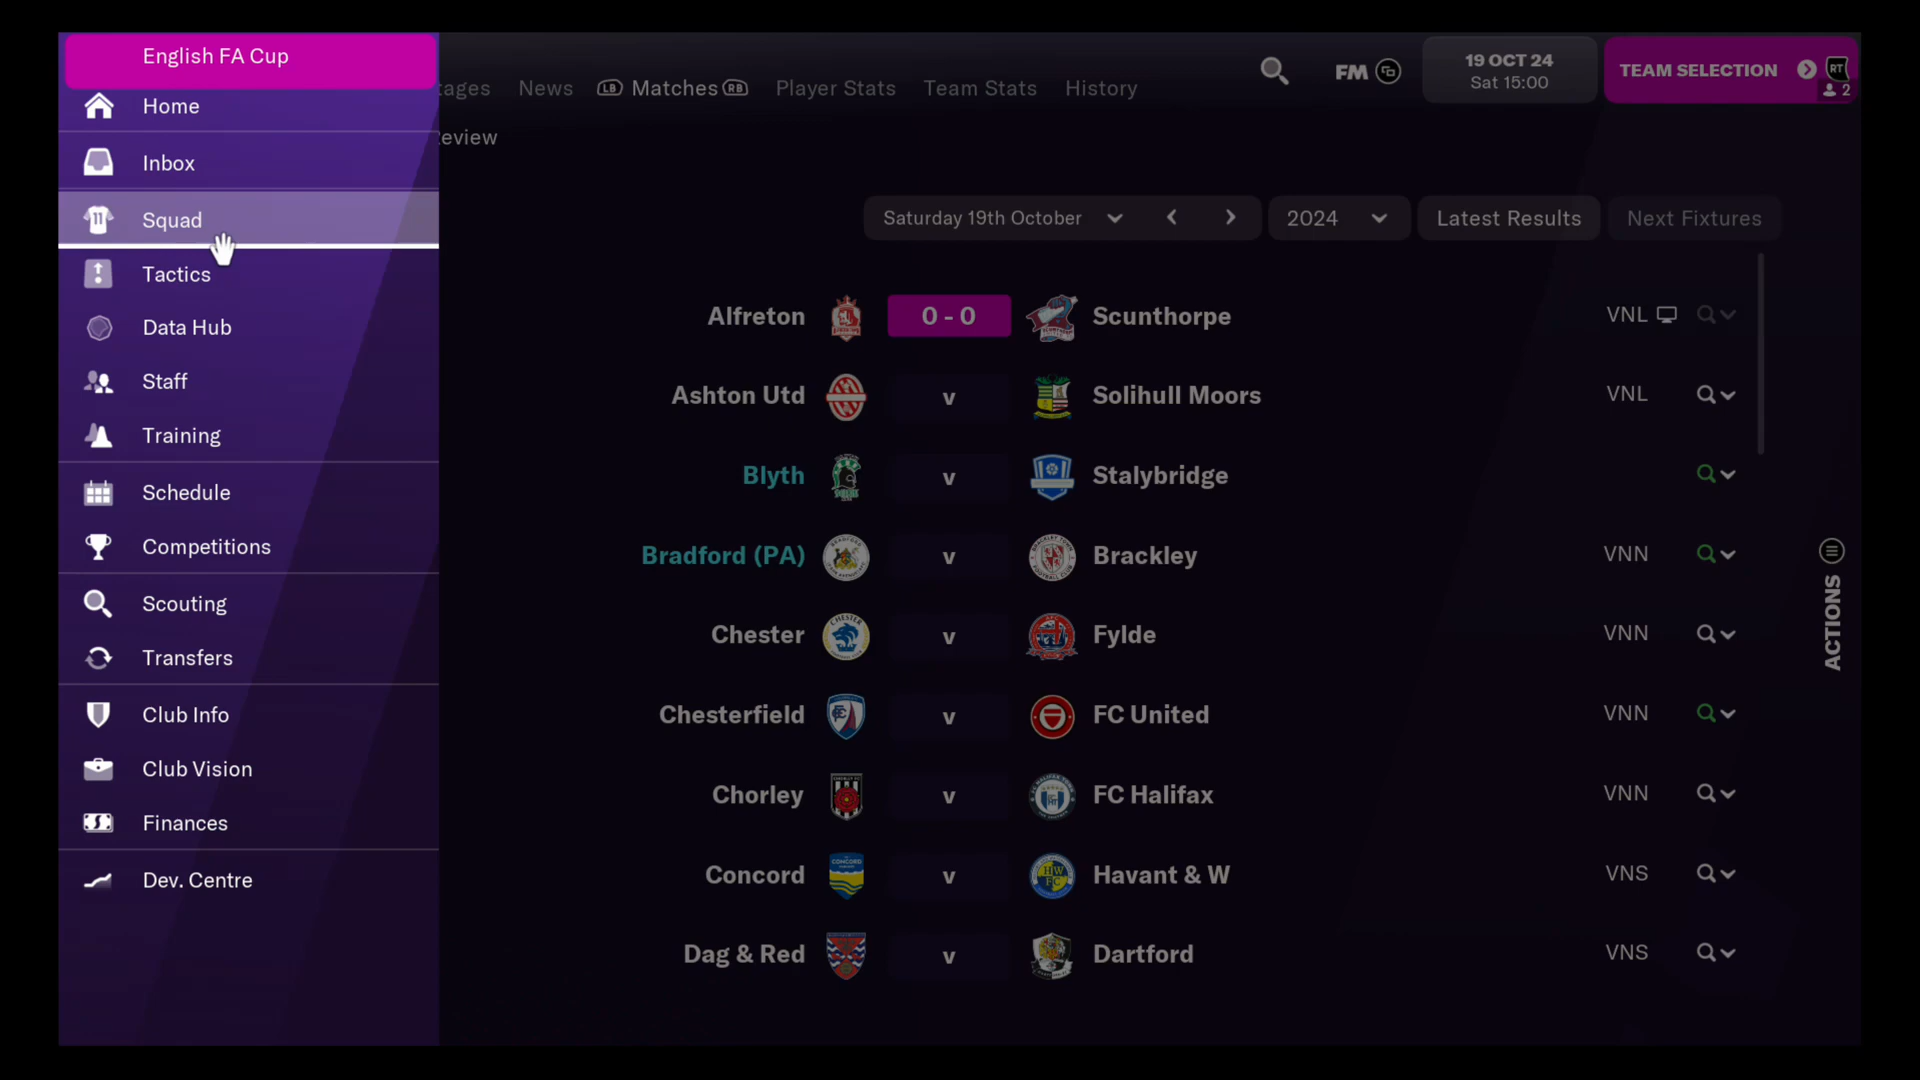 English FA Cup
Home
Inbox
Squad
Tactics
Data Hub
Staff
Training
Schedule
Competitions
Scouting
Transfers
Club Info
Club Vision
Finances
Dev. Centre
News
LB Matches RB
Player Stats
Team Stats
History
FM
19 OCT 24
Sat 15:00
TEAM SELECTION
RT
2
Saturday 19th October
2024
Latest Results
Next Fixtures
Alfreton 0 - 0 Scunthorpe VNL
Ashton Utd v Solihull Moors VNL
Blyth v Stalybridge
Bradford (PA) v Brackley VNN
Chester v Fylde VNN
Chesterfield v FC United VNN
Chorley v FC Halifax VNN
Concord v Havant & W VNS
Dag & Red v Dartford VNS
ACTIONS